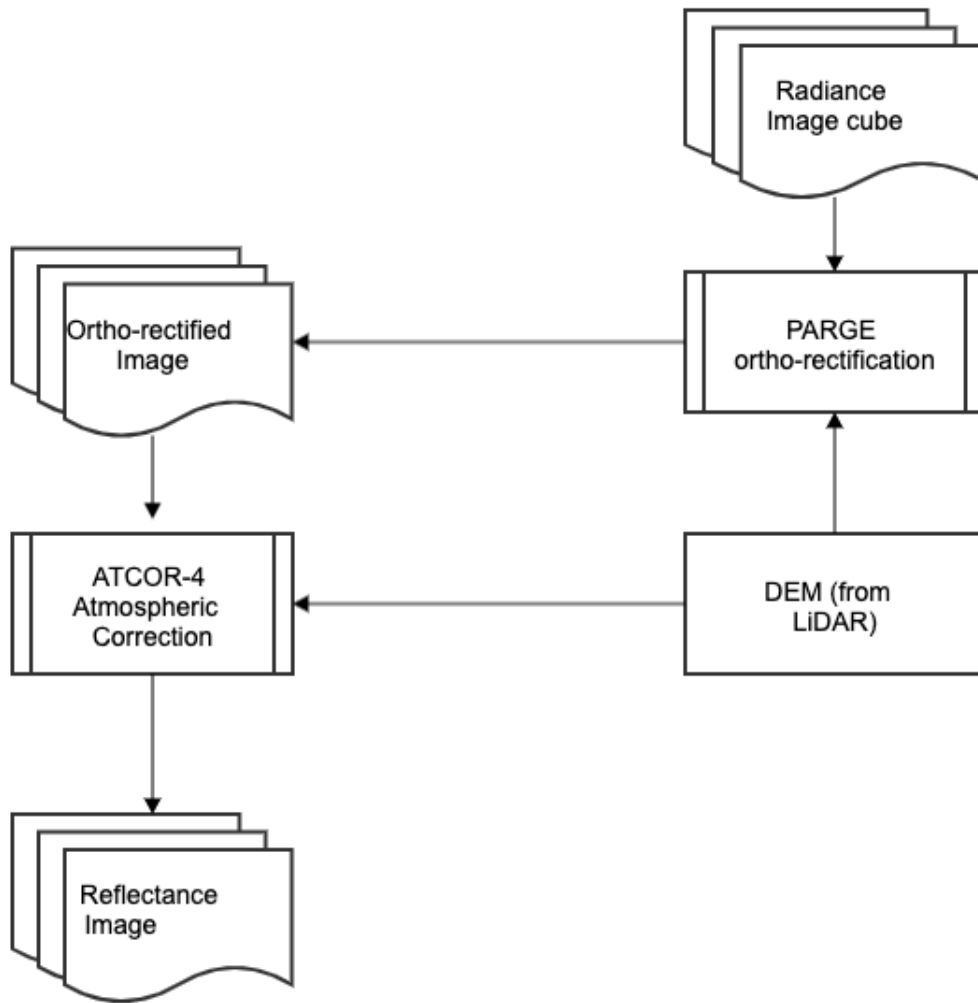 Radiance
Image cube
Ortho-rectified
Image
PARGE
ortho-rectification
ATCOR-4
Atmospheric
Correction
DEM (from
LiDAR)
Reflectance
Image